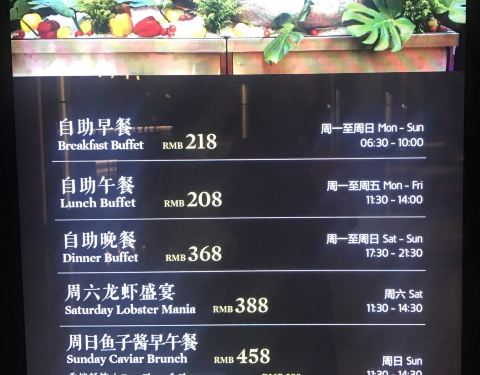 自助早餐
Breakfast Buffet RMB 218
周一至周日 Mon - Sun
06:30 - 10:00
自助午餐
Lunch Buffet RMB 208
周一至周五 Mon - Fri
11:30 - 14:00
自助晚餐
Dinner Buffet RMB 368
周一至周日 Sat - Sun
17:30 - 21:30
周六龙虾盛宴
Saturday Lobster Mania RMB 388
周六 Sat
11:30 - 14:30
周日鱼子酱早午餐
Sunday Caviar Brunch RMB 458
周日 Sun
11:30 - 14:30